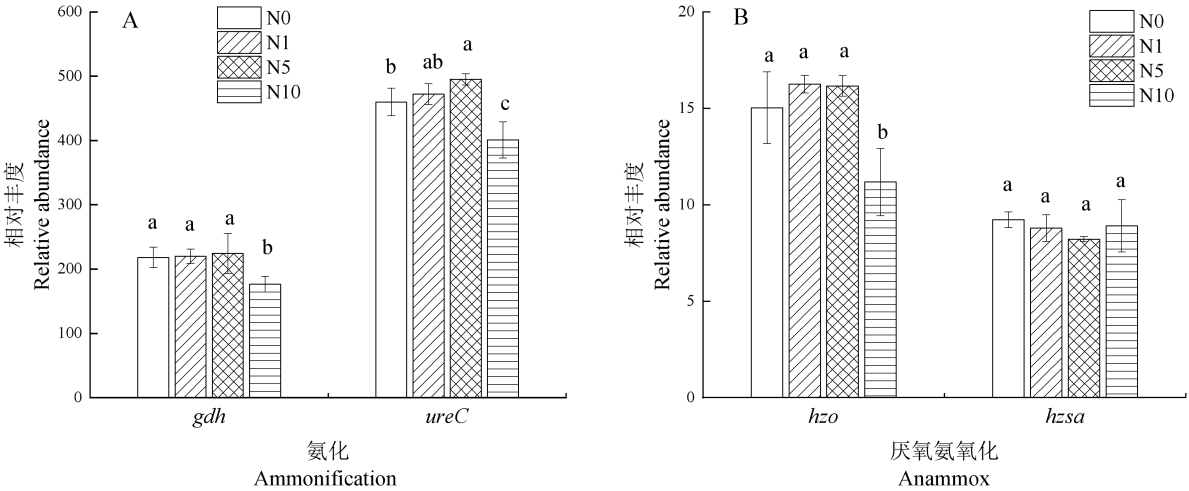 A
N0
N1
N5
N10
600
500
400
300
200
100
0
相对丰度
Relative abundance
a
a
a
b
b
ab
a
c
gdh
ureC
氨化
Ammonification
B
N0
N1
N5
N10
20
15
10
5
0
相对丰度
Relative abundance
a
a
a
b
a
a
a
a
hzo
hzsa
厌氧氨氧化
Anammox